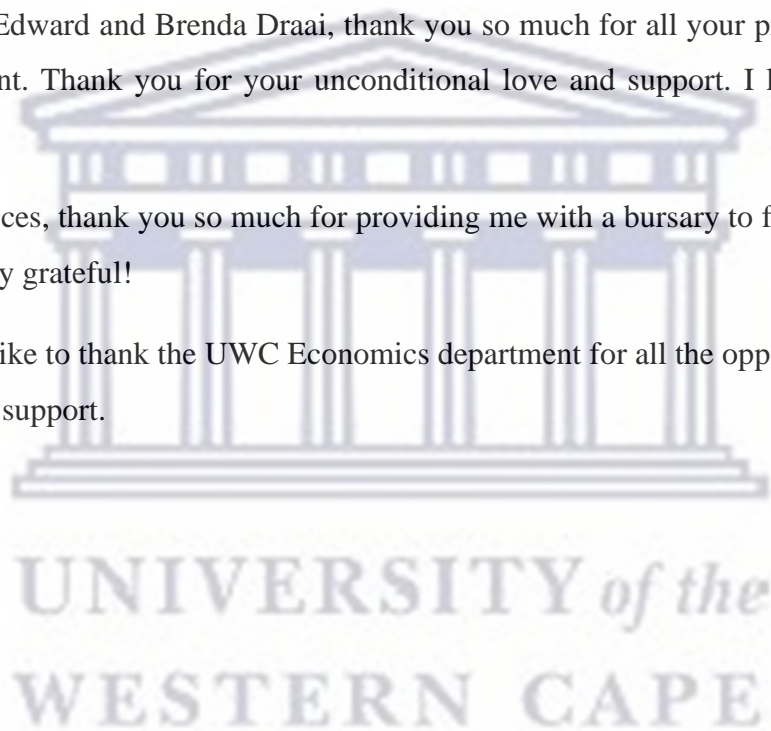 Edward and Brenda Draai, thank you so much for all your
nt. Thank you for your unconditional love and support. I
ces, thank you so much for providing me with a bursary to
y grateful!
like to thank the UWC Economics department for all the opp
support.
UNIVERSITY of the
WESTERN CAPE